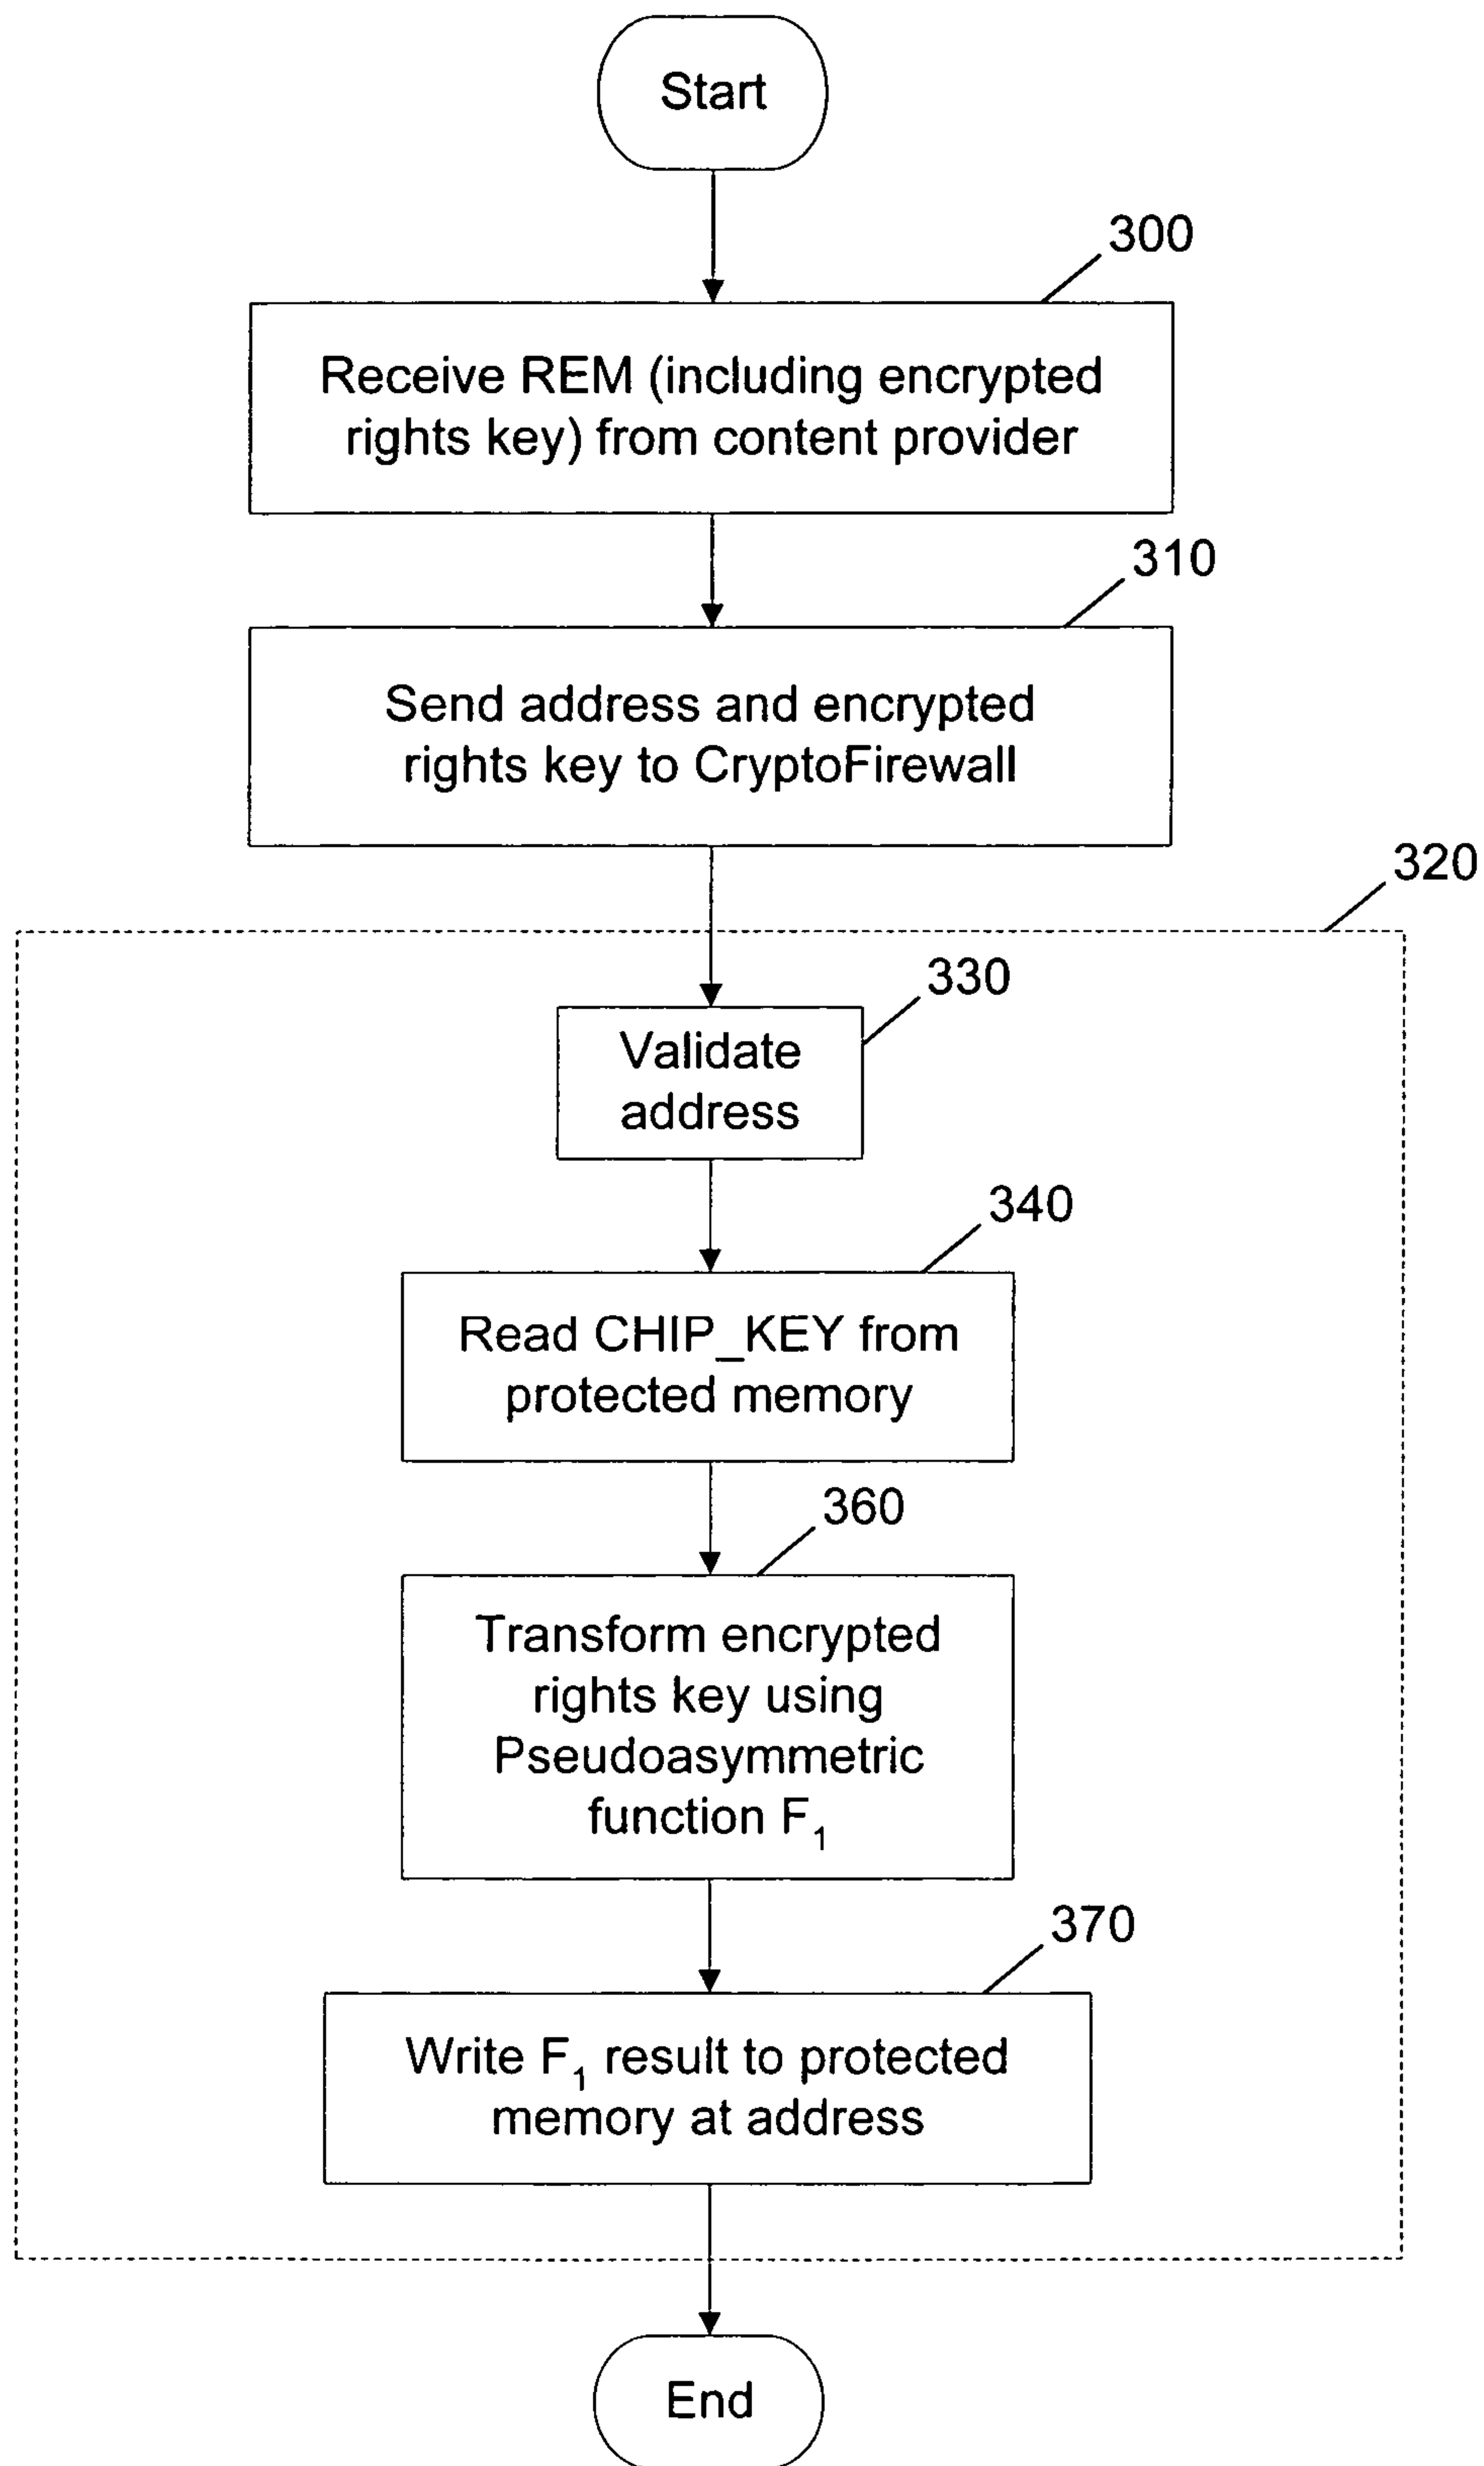 Start
300
Receive REM (including encrypted
rights key) from content provider
310
Send address and encrypted
rights key to CryptoFirewall
320
330
Validate
address
340
Read CHIP_KEY from
protected memory
360
Transform encrypted
rights key using
Pseudoasymmetric
function F₁
370
Write F₁ result to protected
memory at address
End